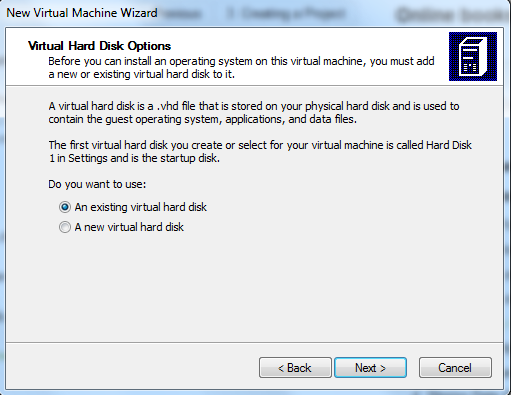 New Virtual Machine Wizard
3. Creating a Project
Online book
Virtual Hard Disk Options
Before you can install an operating system on this virtual machine, you must add
a new or existing virtual hard disk to it.
A virtual hard disk is a .vhd file that is stored on your physical hard disk and is used to
contain the guest operating system, applications, and data files.
The first virtual hard disk you create or select for your virtual machine is called Hard Disk
1 in Settings and is the startup disk.
Do you want to use:
An existing virtual hard disk
A new virtual hard disk
< Back
Next >
Cancel